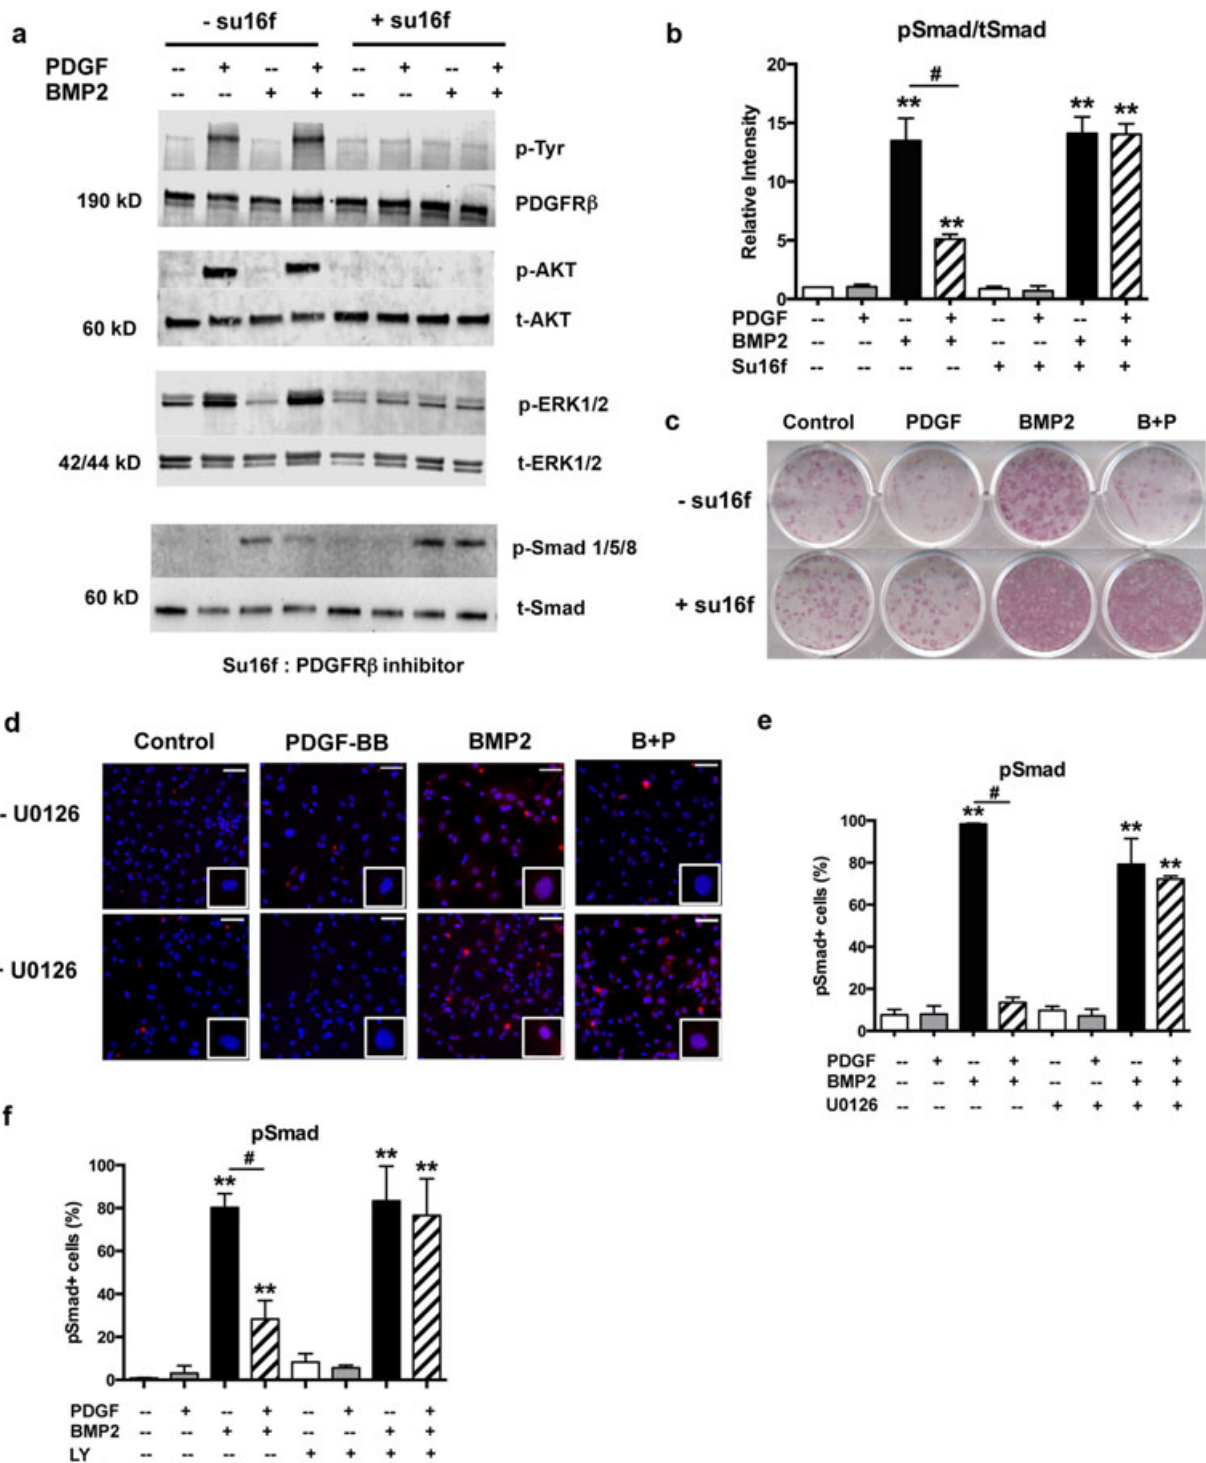 a
- su16f + su16f
PDGF -- + -- + -- + -- +
BMP2 -- -- + + -- -- + +
p-Tyr
190 kD PDGFRβ
p-AKT
60 kD t-AKT
p-ERK1/2
42/44 kD t-ERK1/2
p-Smad 1/5/8
60 kD t-Smad
Su16f : PDGFRβ inhibitor
b
pSmad/tSmad
Relative Intensity
20
15
10
5
0
** # ** ** **
PDGF -- + -- + -- + -- +
BMP2 -- -- + + -- -- + +
Su16f -- -- -- -- + + + +
c
Control PDGF BMP2 B+P
- su16f
+ su16f
d
Control PDGF-BB BMP2 B+P
- U0126
U0126
e
pSmad
pSmad+ cells (%)
100
80
60
40
20
0
** # ** **
PDGF -- + -- + -- + -- +
BMP2 -- -- + + -- -- + +
U0126 -- -- -- -- + + + +
f
pSmad
pSmad+ cells (%)
100
80
60
40
20
0
** # ** ** **
PDGF -- + -- + -- + -- +
BMP2 -- -- + + -- -- + +
LY -- -- -- -- + + + +